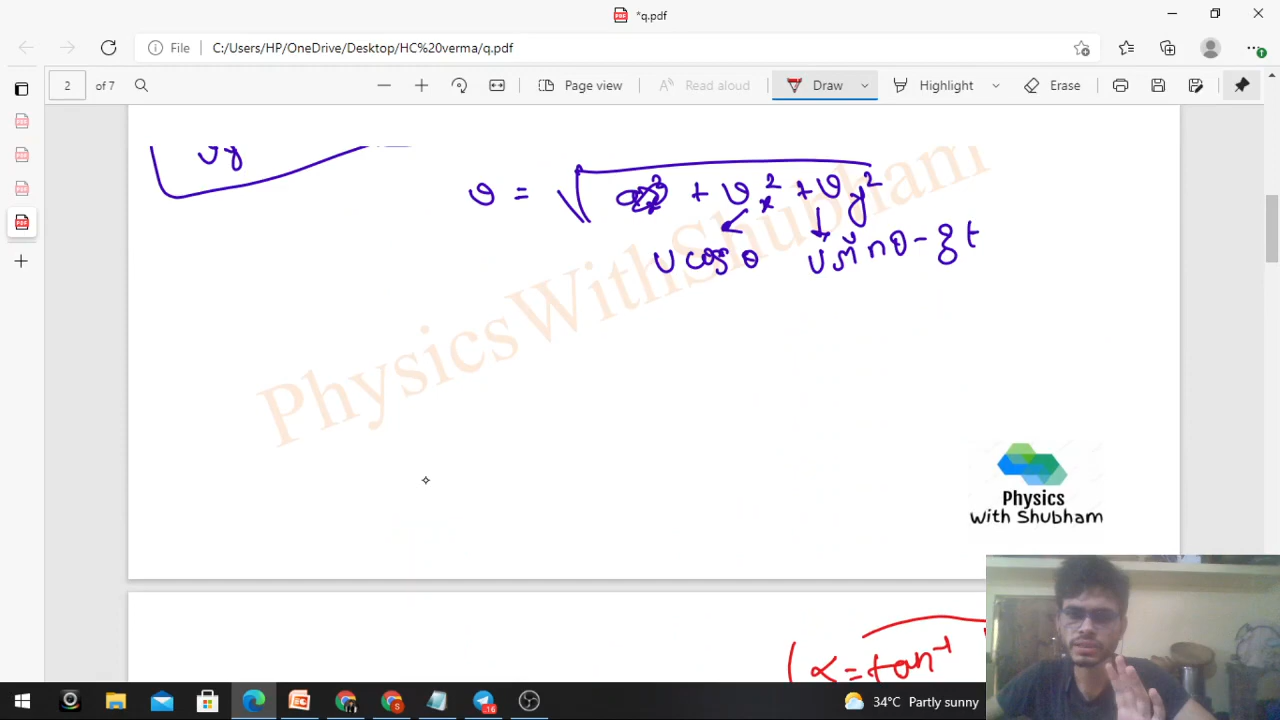 *q.pdf
File C:/Users/HP/OneDrive/Desktop/HC%20verma/q.pdf
2 of 7 Page view Read aloud Draw Highlight Erase
vy
v = √( + vx² + vy²
u cos θ u sin θ - gt
PhysicsWithShubham
Physics
With Shubham
α = tan⁻¹
16
34°C Partly sunny